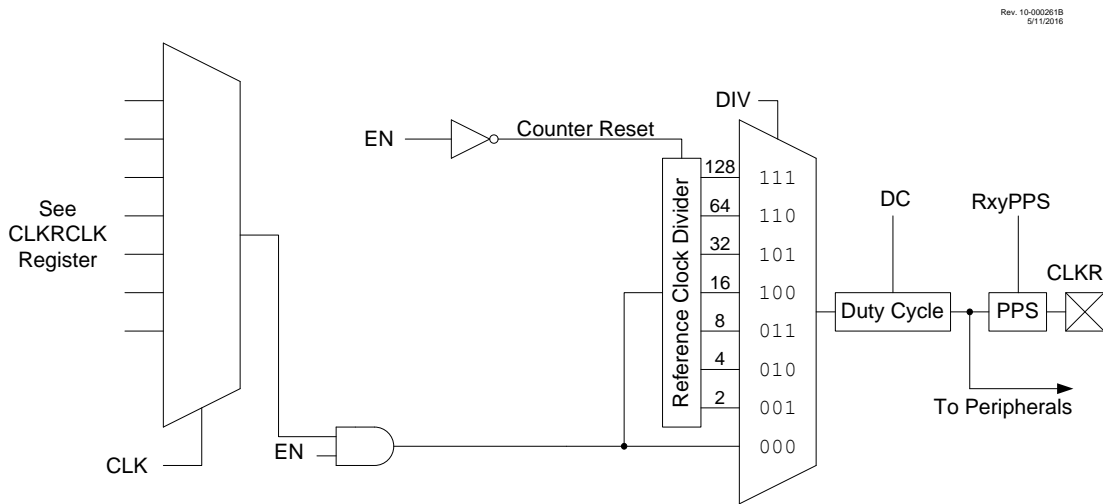 Rev. 10-000261B
5/11/2016
DIV
EN
Counter Reset
Reference Clock Divider
128
111
64
110
32
101
16
100
8
011
4
010
2
001
000
See
CLKRCLK
Register
DC
RxyPPS
CLKR
Duty Cycle
PPS
To Peripherals
EN
CLK